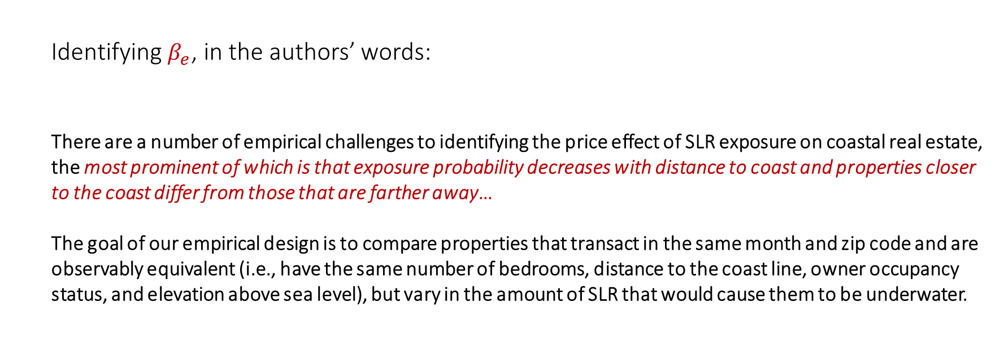 Identifying βₑ, in the authors’ words:
There are a number of empirical challenges to identifying the price effect of SLR exposure on coastal real estate,
the most prominent of which is that exposure probability decreases with distance to coast and properties closer
to the coast differ from those that are farther away…
The goal of our empirical design is to compare properties that transact in the same month and zip code and are
observably equivalent (i.e., have the same number of bedrooms, distance to the coast line, owner occupancy
status, and elevation above sea level), but vary in the amount of SLR that would cause them to be underwater.